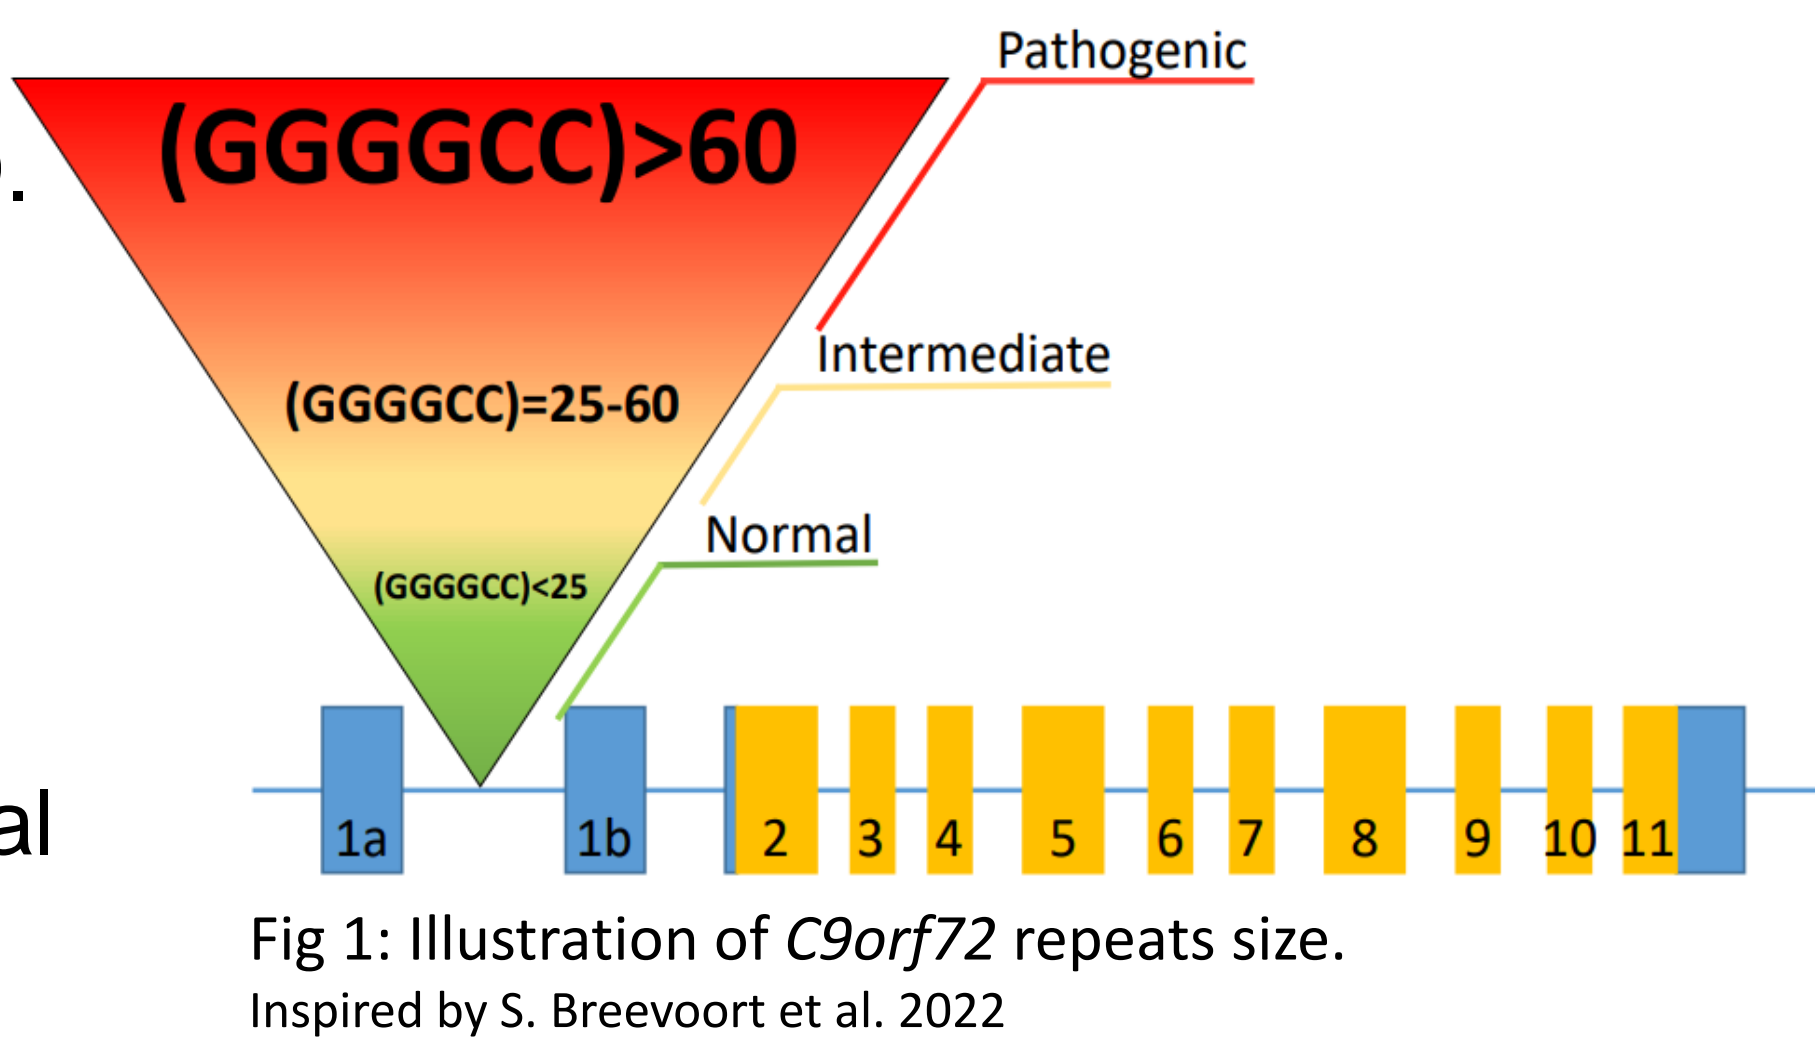 Pathogenic
(GGGGCC)>60
Intermediate
(GGGGCC)=25-60
Normal
(GGGGCC)<25
al
1a 1b 2 3 4 5 6 7 8 9 10 11
Fig 1: Illustration of C9orf72 repeats size.
Inspired by S. Breevoort et al. 2022